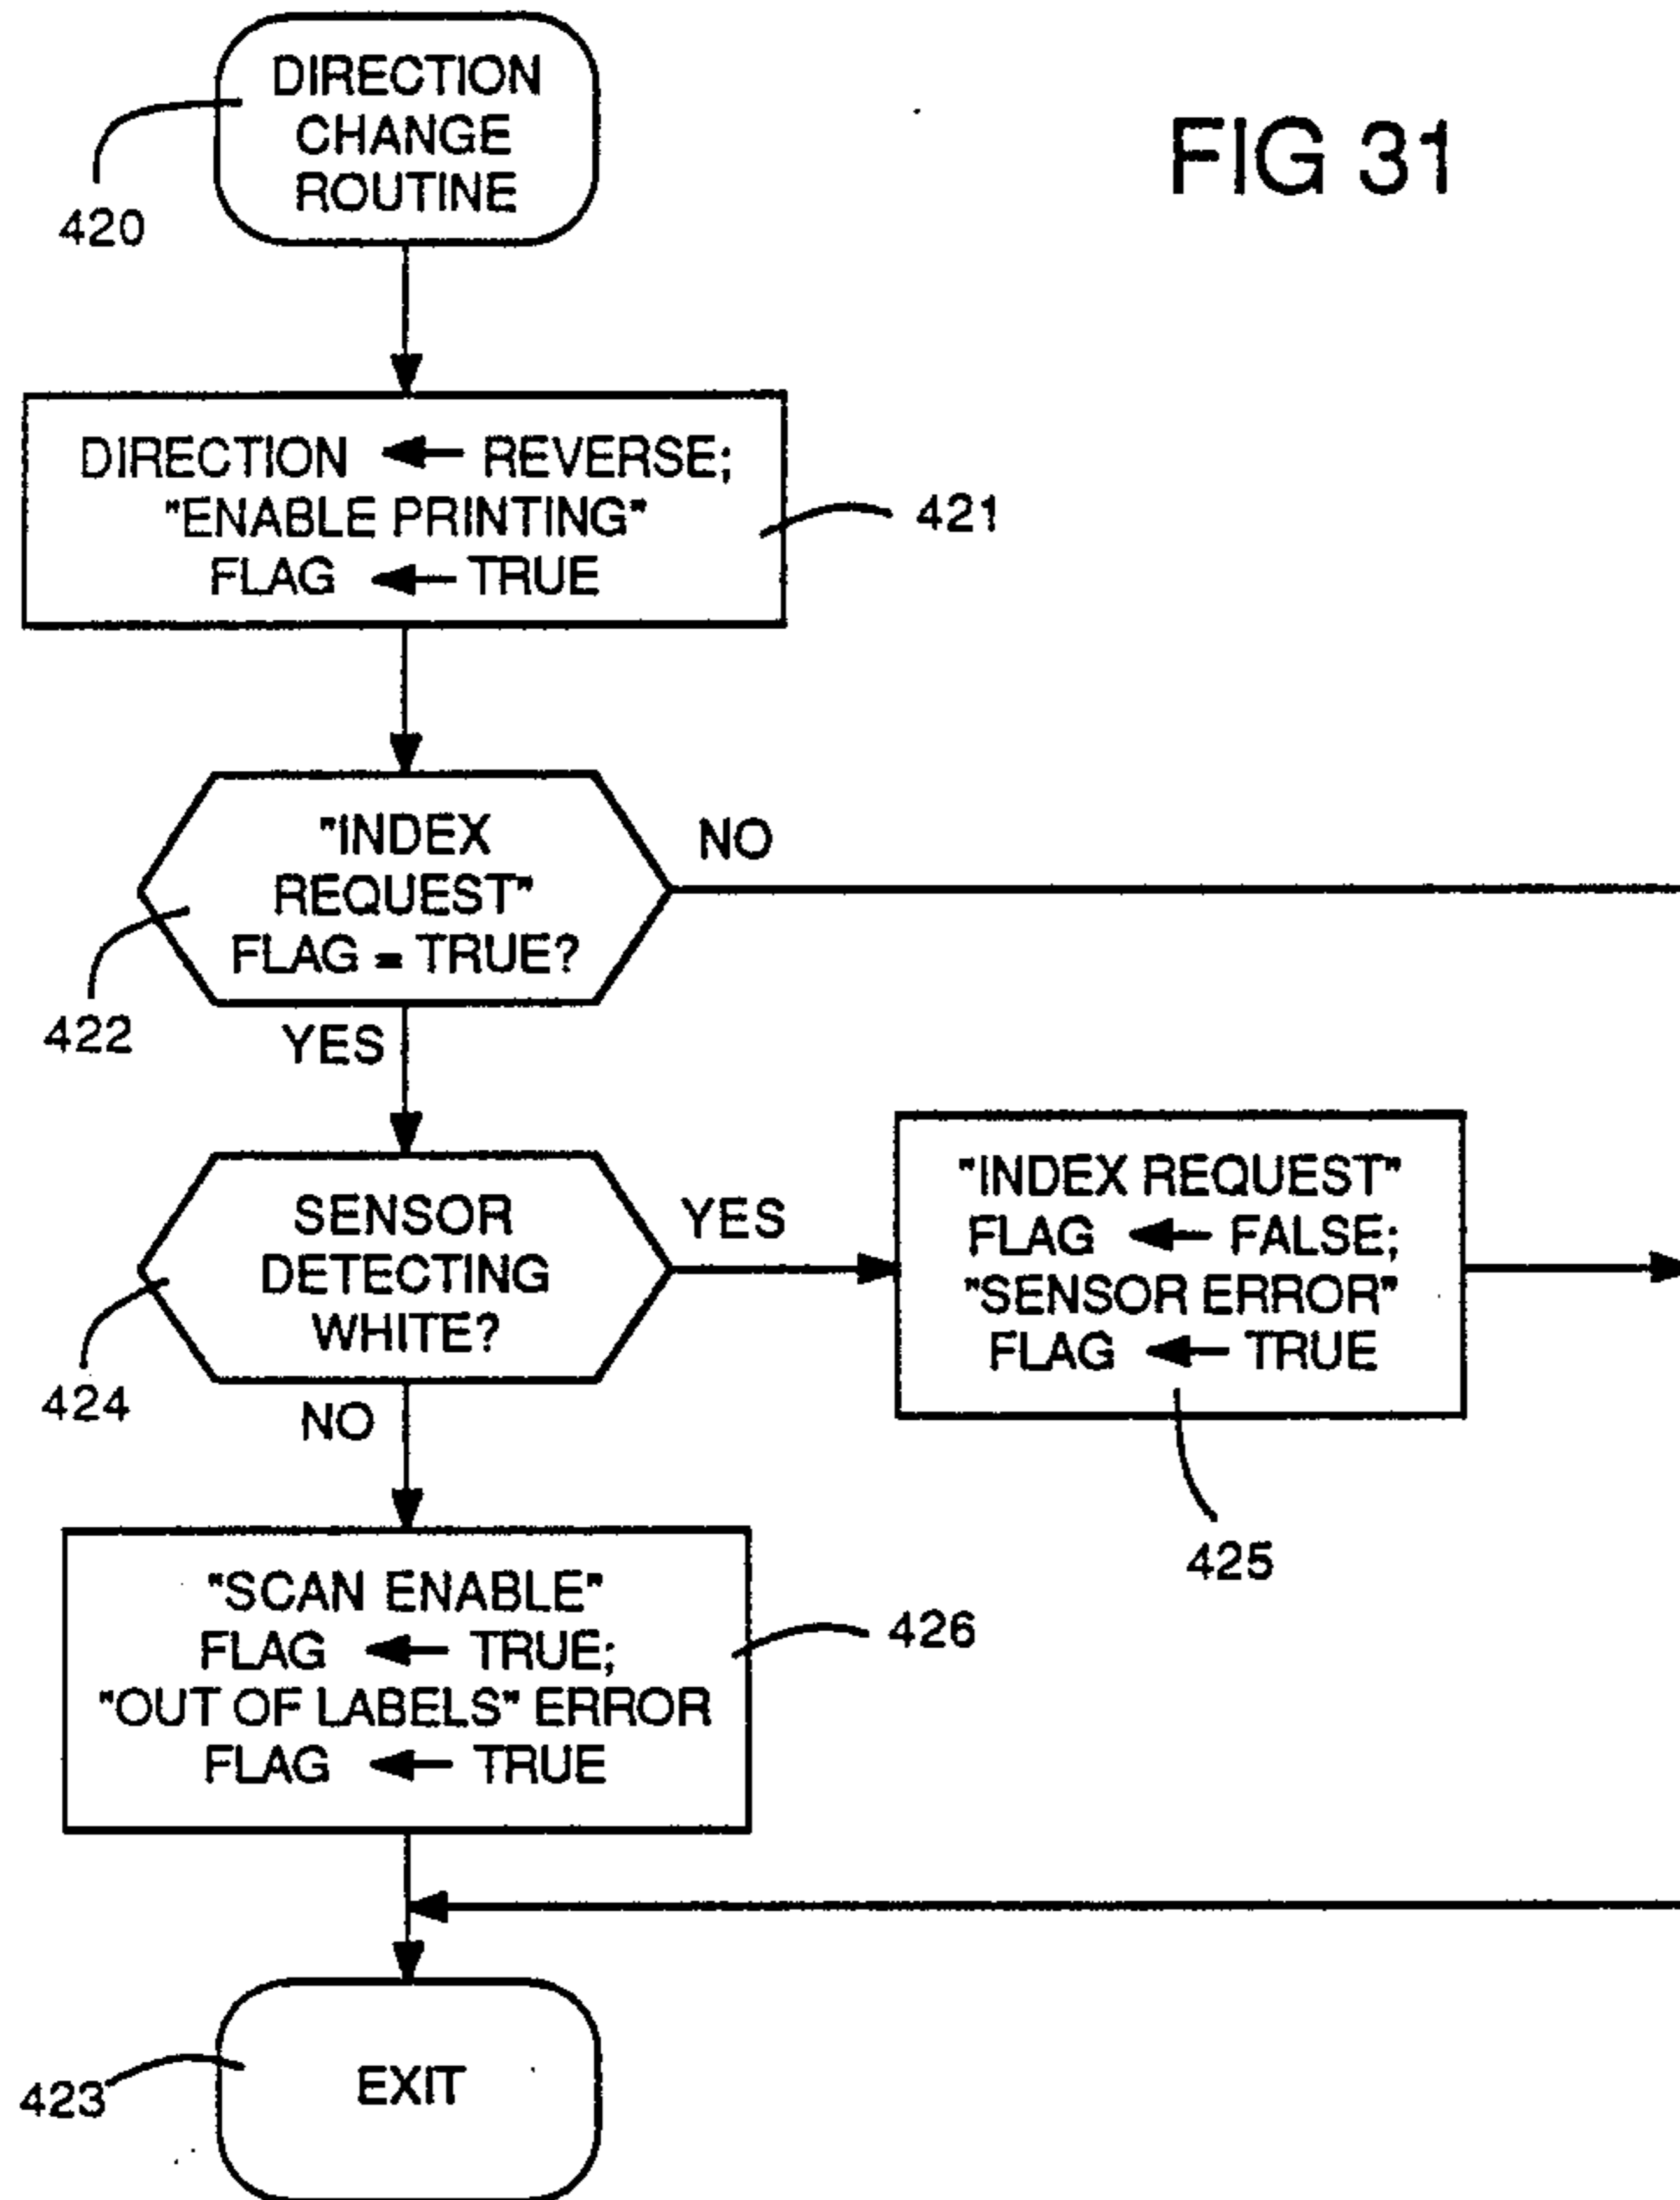 DIRECTION
CHANGE
ROUTINE
420
FIG 31
DIRECTION ← REVERSE;
"ENABLE PRINTING"
FLAG ← TRUE
421
"INDEX
REQUEST"
FLAG = TRUE?
NO
422
YES
SENSOR
DETECTING
WHITE?
YES
424
NO
"INDEX REQUEST"
FLAG ← FALSE;
"SENSOR ERROR"
FLAG ← TRUE
425
"SCAN ENABLE"
FLAG ← TRUE;
"OUT OF LABELS" ERROR
FLAG ← TRUE
426
EXIT
423